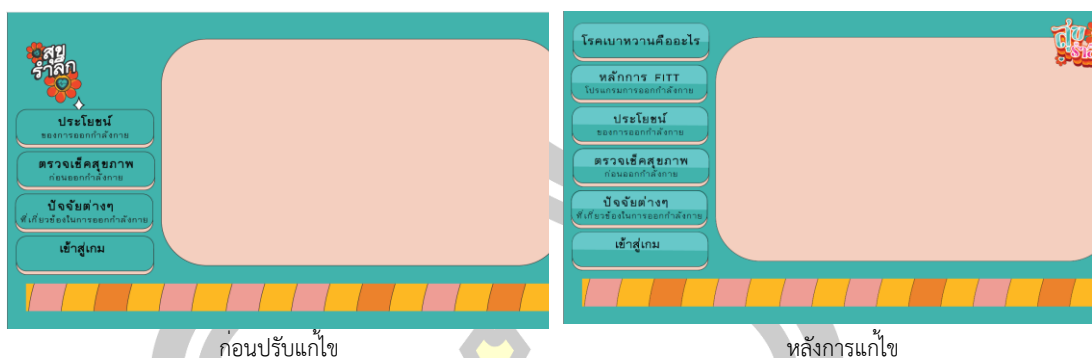 สุข
รำลึก
ประโยชน์
ของการออกกำลังกาย
ตรวจเช็คสุขภาพ
ก่อนออกกำลังกาย
ปัจจัยต่างๆ
ที่เกี่ยวข้องในการออกกำลังกาย
เข้าสู่เกม
ก่อนปรับแก้ไข
โรคเบาหวานคืออะไร
หลักการ FITT
โปรแกรมการออกกำลังกาย
ประโยชน์
ของการออกกำลังกาย
ตรวจเช็คสุขภาพ
ก่อนออกกำลังกาย
ปัจจัยต่างๆ
ที่เกี่ยวข้องในการออกกำลังกาย
เข้าสู่เกม
สุข
หลังการแก้ไข